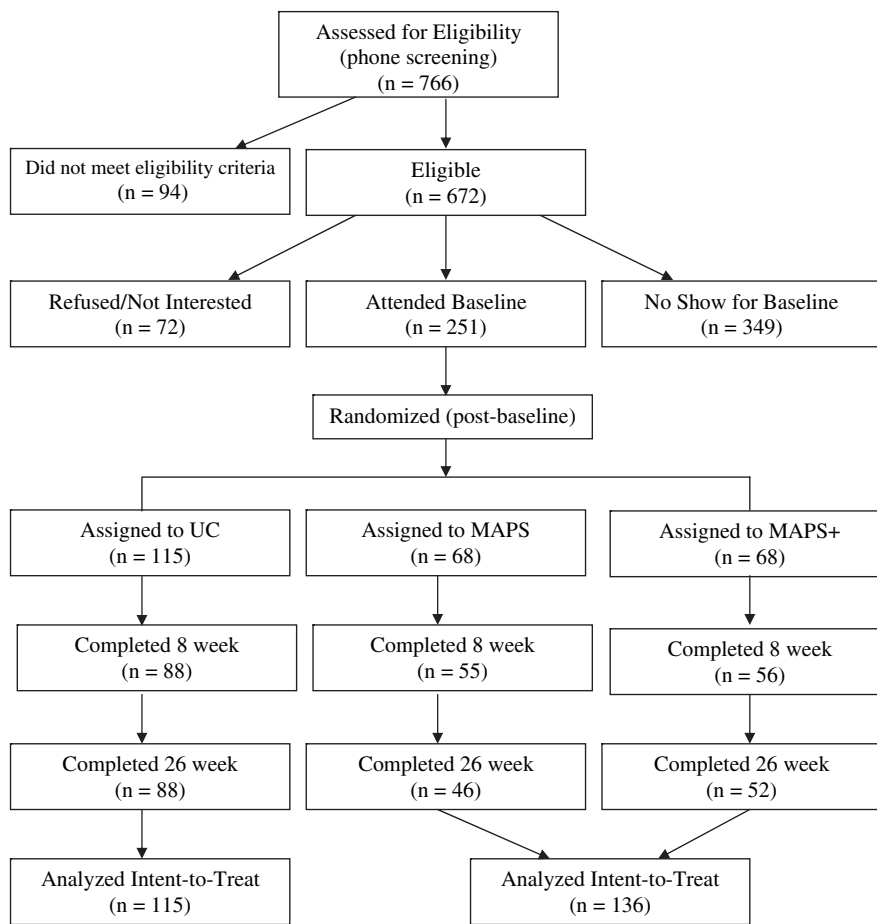 Assessed for Eligibility
(phone screening)
(n = 766)
Did not meet eligibility criteria
(n = 94)
Eligible
(n = 672)
Refused/Not Interested
(n = 72)
Attended Baseline
(n = 251)
No Show for Baseline
(n = 349)
Randomized (post-baseline)
Assigned to UC
(n = 115)
Assigned to MAPS
(n = 68)
Assigned to MAPS+
(n = 68)
Completed 8 week
(n = 88)
Completed 8 week
(n = 55)
Completed 8 week
(n = 56)
Completed 26 week
(n = 88)
Completed 26 week
(n = 46)
Completed 26 week
(n = 52)
Analyzed Intent-to-Treat
(n = 115)
Analyzed Intent-to-Treat
(n = 136)